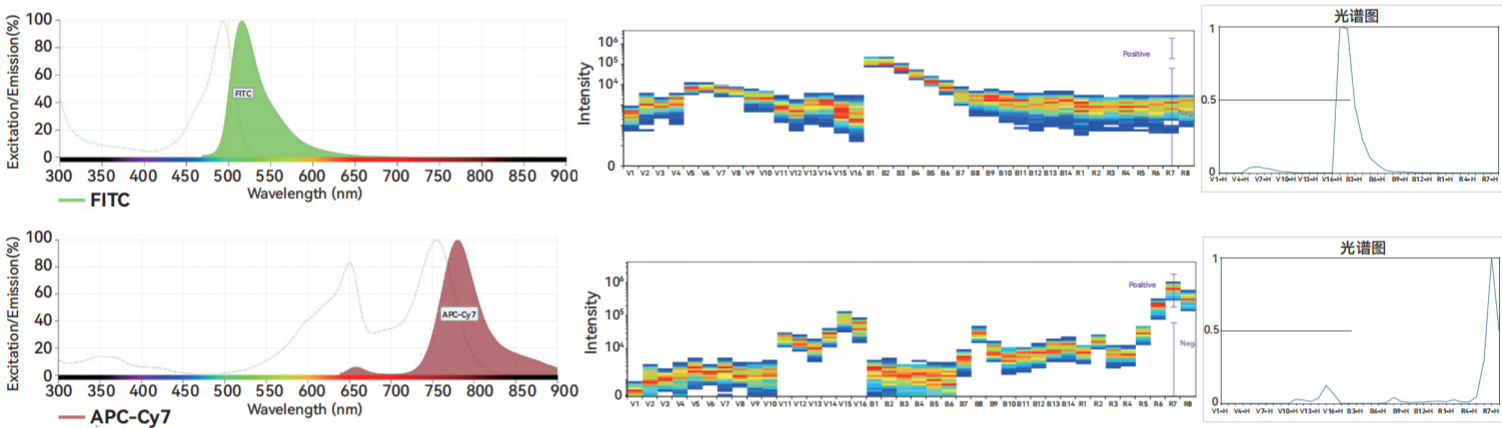 Excitation/Emission(%)
100
80
60
40
20
0
FITC
300 350 400 450 500 550 600 650 700 750 800 850 900
Wavelength (nm)
FITC
Intensity
10⁶
10⁵
10⁴
0
Positive
Neg
V1 V2 V3 V4 V5 V6 V7 V8 V9 V10 V11 V12 V13 V14 V15 V16 B1 B2 B3 B4 B5 B6 B7 B8 B9 B10 B11 B12 B13 B14 R1 R2 R3 R4 R5 R6 R7 R8
光谱图
1
0.5
0
V1-H V4-H V7-H V10-H V13-H V16-H B3-H B6-H B9-H B12-H R1-H R4-H R7-H
Excitation/Emission(%)
100
80
60
40
20
0
APC-Cy7
300 350 400 450 500 550 600 650 700 750 800 850 900
Wavelength (nm)
APC-Cy7
Intensity
10⁶
10⁵
10⁴
0
Positive
Neg
V1 V2 V3 V4 V5 V6 V7 V8 V9 V10 V11 V12 V13 V14 V15 V16 B1 B2 B3 B4 B5 B6 B7 B8 B9 B10 B11 B12 B13 B14 R1 R2 R3 R4 R5 R6 R7 R8
光谱图
1
0.5
0
V1-H V4-H V7-H V10-H V13-H V16-H B3-H B6-H B9-H B12-H R1-H R4-H R7-H